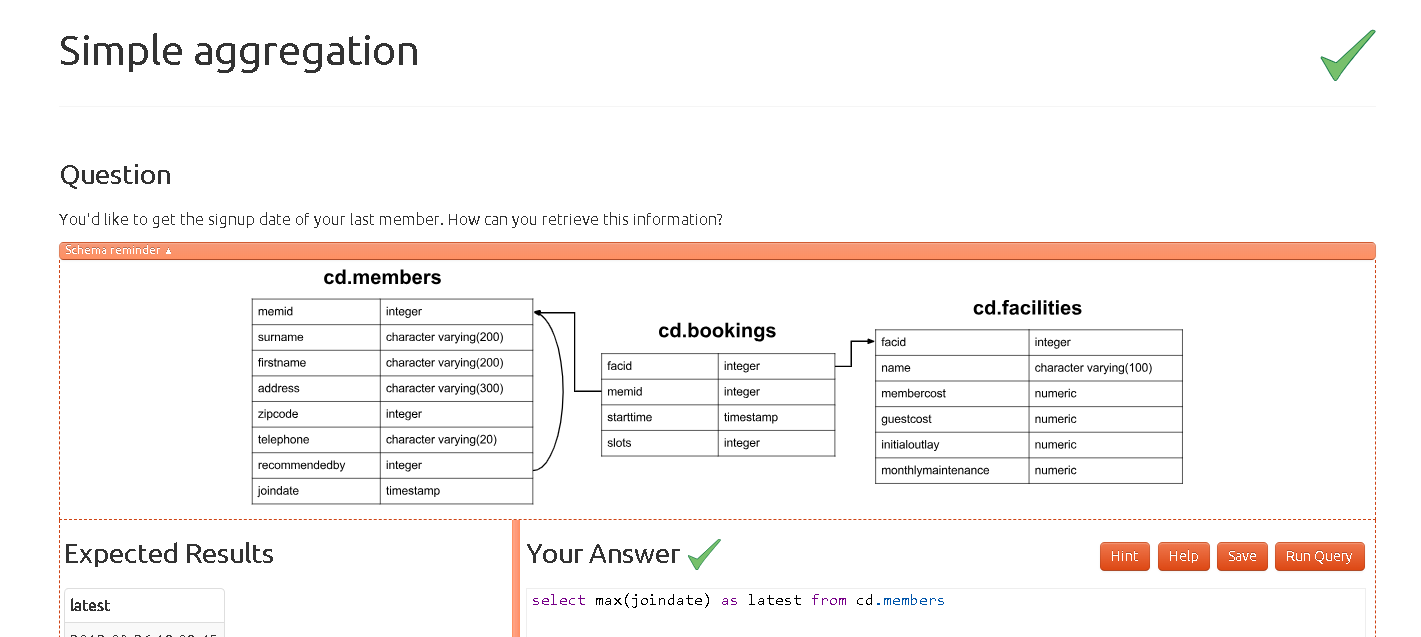 Simple aggregation
Question
You'd like to get the signup date of your last member. How can you retrieve this information?
Schema reminder ▲
cd.members
memid integer
surname character varying(200)
firstname character varying(200)
address character varying(300)
zipcode integer
telephone character varying(20)
recommendedby integer
joindate timestamp
cd.bookings
facid integer
memid integer
starttime timestamp
slots integer
cd.facilities
facid integer
name character varying(100)
membercost numeric
guestcost numeric
initialoutlay numeric
monthlymaintenance numeric
Expected Results
latest
Your Answer
Hint Help Save Run Query
select max(joindate) as latest from cd.members